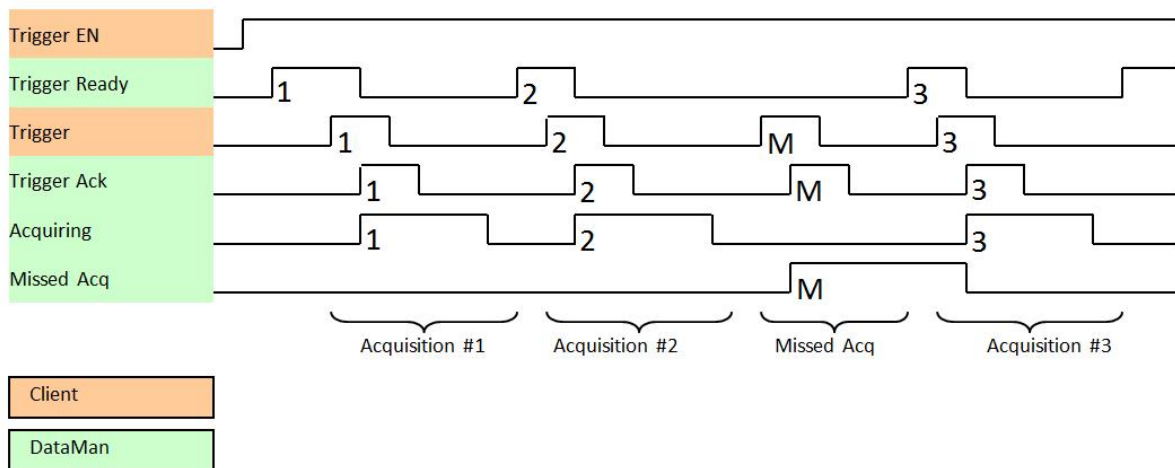 Trigger EN
Trigger Ready 1 2 3
Trigger 1 2 M 3
Trigger Ack 1 2 M 3
Acquiring 1 2 3
Missed Acq M
Acquisition #1 Acquisition #2 Missed Acq Acquisition #3
Client
DataMan